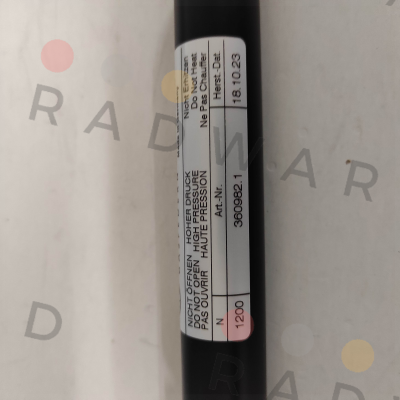 NICHT ÖFFNEN HOHER DRUCK Nicht Erhitzen
DO NOT OPEN HIGH PRESSURE Do Not Heat
PAS OUVRIR HAUTE PRESSION Ne Pas Chauffer
N Art.-Nr. Herst.-Dat.
1200 360982.1 18.10.23
RADWAR
D
RADWAR